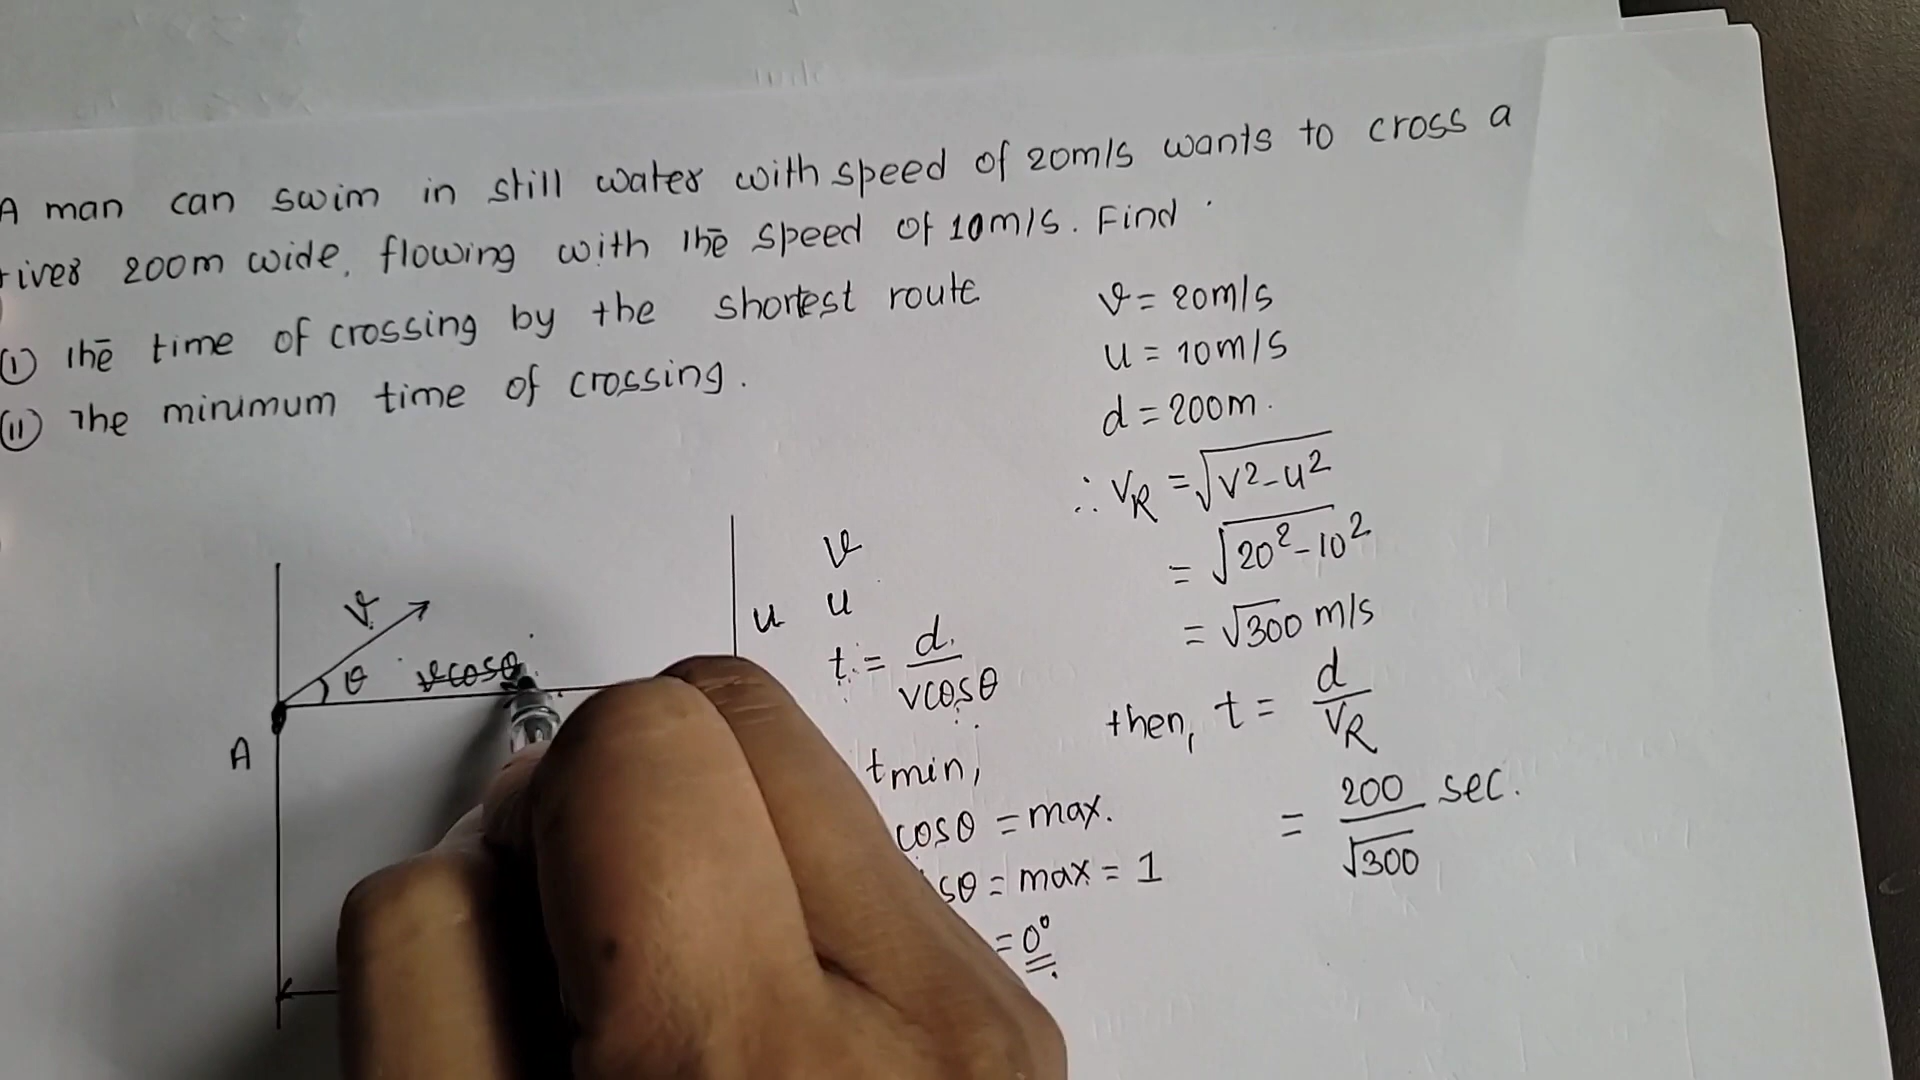 A man can swim in still water with speed of 20m/s wants to cross a
river 200m wide, flowing with the speed of 10m/s. Find
(i) the time of crossing by the shortest route
(ii) The minimum time of crossing.
v = 20m/s
u = 10m/s
d = 200m.
∴ VR = √v²-u²
= √20²-10²
= √300 m/s
then, t = d/VR
= 200/√300 sec.
v
θ
A
u
v
u
t = d/vcosθ
tmin,
cosθ = max.
sθ = max = 1
= 0°